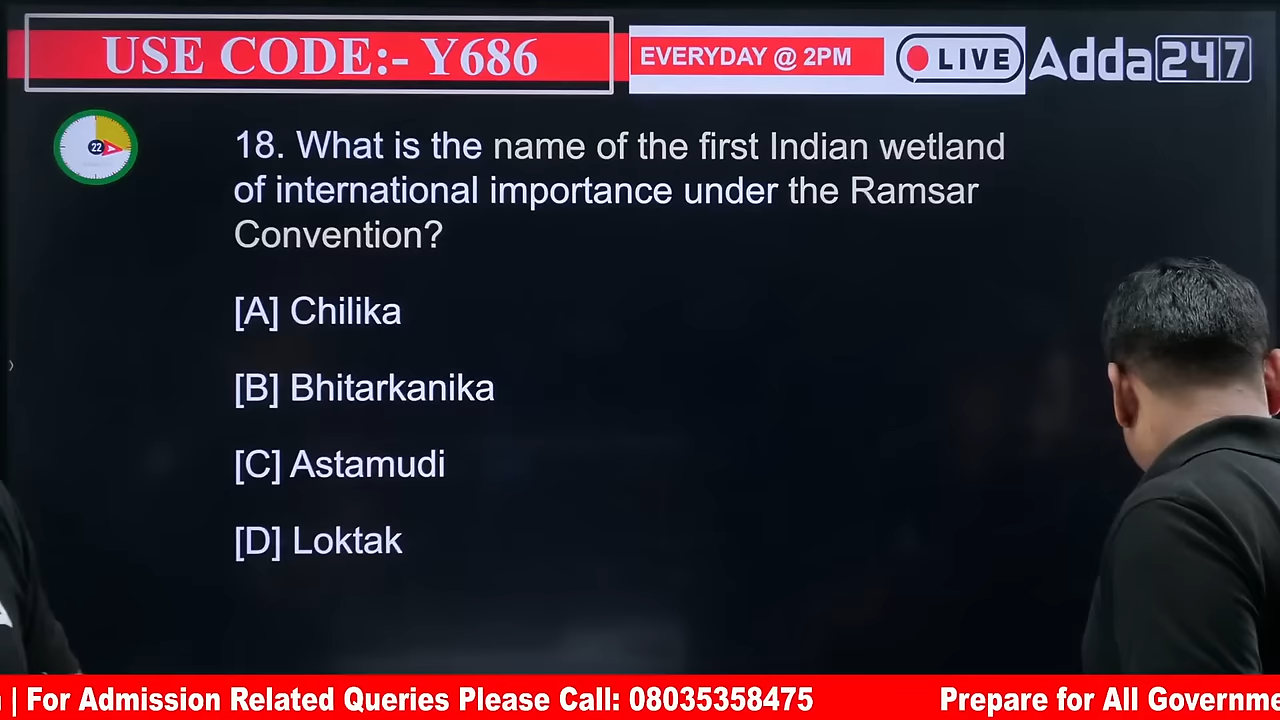 USE CODE:- Y686
EVERYDAY @ 2PM
LIVE
Adda247
22
18. What is the name of the first Indian wetland
of international importance under the Ramsar
Convention?
[A] Chilika
[B] Bhitarkanika
[C] Astamudi
[D] Loktak
| For Admission Related Queries Please Call: 08035358475
Prepare for All Governme